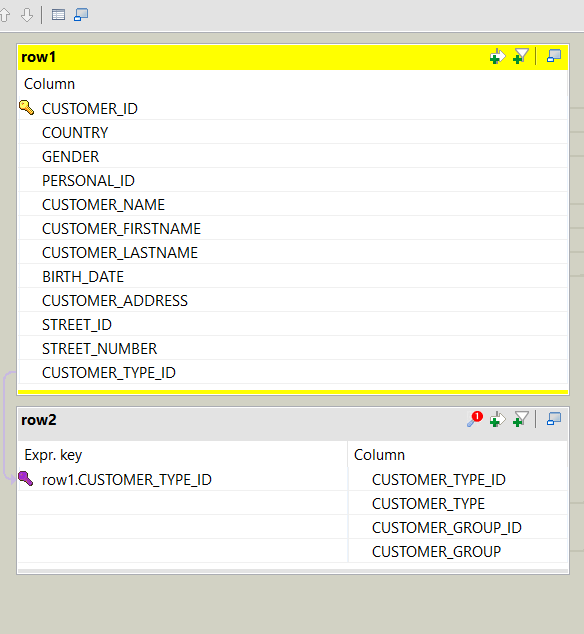 row1
Column
CUSTOMER_ID
COUNTRY
GENDER
PERSONAL_ID
CUSTOMER_NAME
CUSTOMER_FIRSTNAME
CUSTOMER_LASTNAME
BIRTH_DATE
CUSTOMER_ADDRESS
STREET_ID
STREET_NUMBER
CUSTOMER_TYPE_ID
row2 1
Expr. key Column
row1.CUSTOMER_TYPE_ID CUSTOMER_TYPE_ID
CUSTOMER_TYPE
CUSTOMER_GROUP_ID
CUSTOMER_GROUP